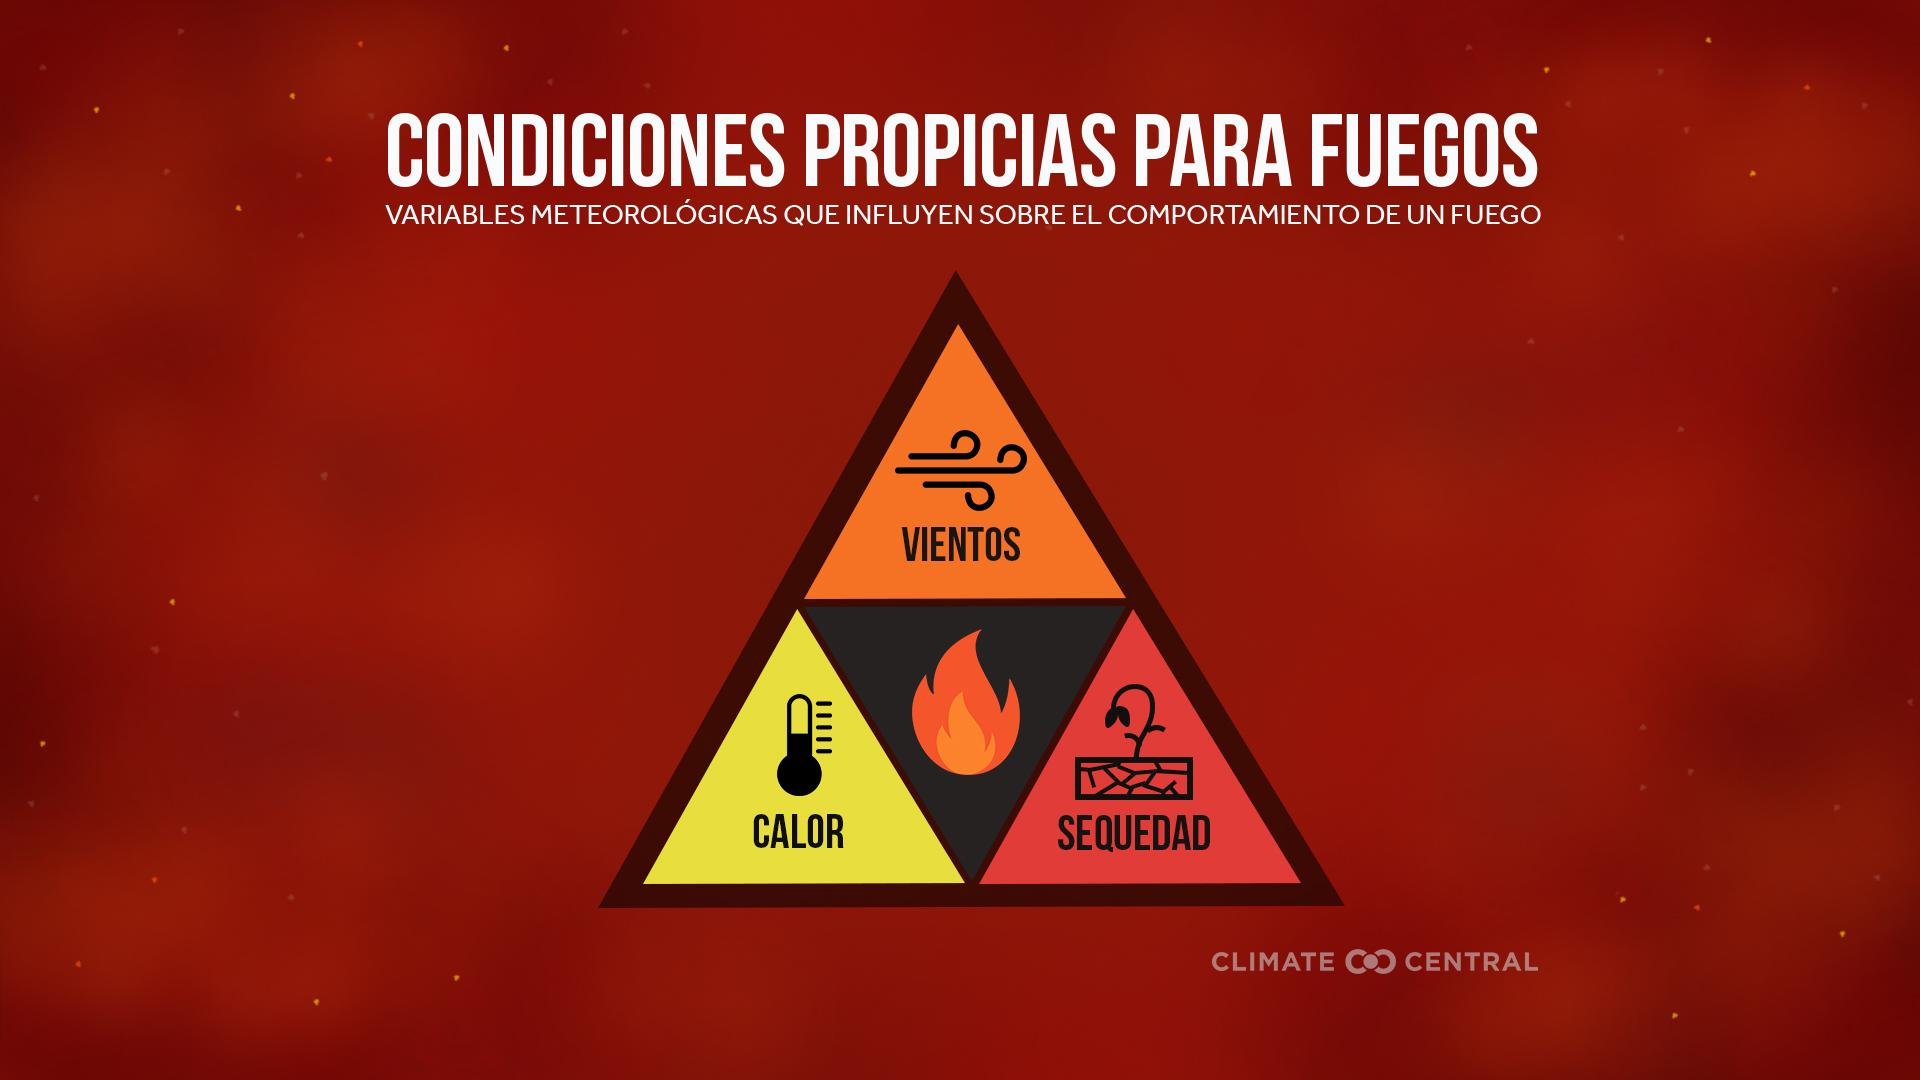 CONDICIONES PROPICIAS PARA FUEGOS
VARIABLES METEOROLÓGICAS QUE INFLUYEN SOBRE EL COMPORTAMIENTO DE UN FUEGO
VIENTOS
CALOR
SEQUEDAD
CLIMATE CENTRAL